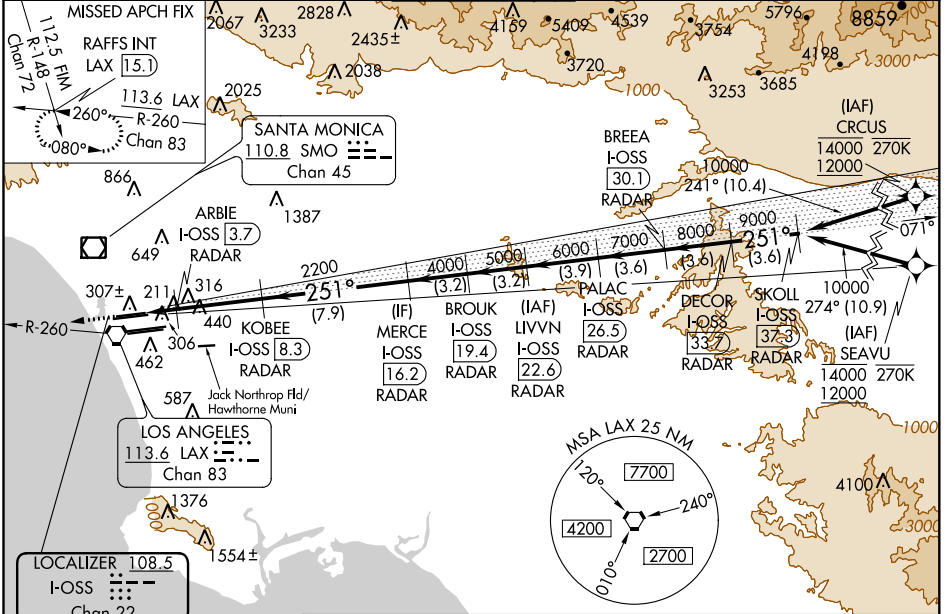 MISSED APCH FIX
112.5 FIM
R-148
Chan 72
RAFFS INT
LAX 15.1
113.6 LAX
R-260
Chan 83
260°
080°
2067
3233
2828
2435±
2038
2025
4159
5409
4539
3720
3754
5796
4198
8859
3000
3253
3685
1000
SANTA MONICA
110.8 SMO
Chan 45
866
1387
649
BREEA
I-OSS
30.1
RADAR
(IAF)
CRCUS
14000 270K
12000
10000
241° (10.4)
071°
ARBIE
I-OSS 3.7
RADAR
307±
211
316
440
306
462
R-260
2200
251°
(7.9)
4000
(3.2)
5000
(3.2)
6000
(3.9)
7000
(3.6)
8000
(3.6)
9000
251°
(3.6)
10000
274° (10.9)
KOBEE
I-OSS 8.3
RADAR
(IF)
MERCE
I-OSS
16.2
RADAR
BROUK
I-OSS
19.4
RADAR
(IAF)
LIVVN
I-OSS
22.6
RADAR
PALAC
I-OSS
26.5
RADAR
DECOR
I-OSS
33.7
RADAR
SKOLL
I-OSS
37.3
RADAR
(IAF)
SEAVU
14000 270K
12000
Jack Northrop Fld/
Hawthorne Muni
587
LOS ANGELES
113.6 LAX
Chan 83
1376
1554±
MSA LAX 25 NM
120°
7700
240°
4200
2700
010°
1000
4100
3000
LOCALIZER 108.5
I-OSS
Chan 22